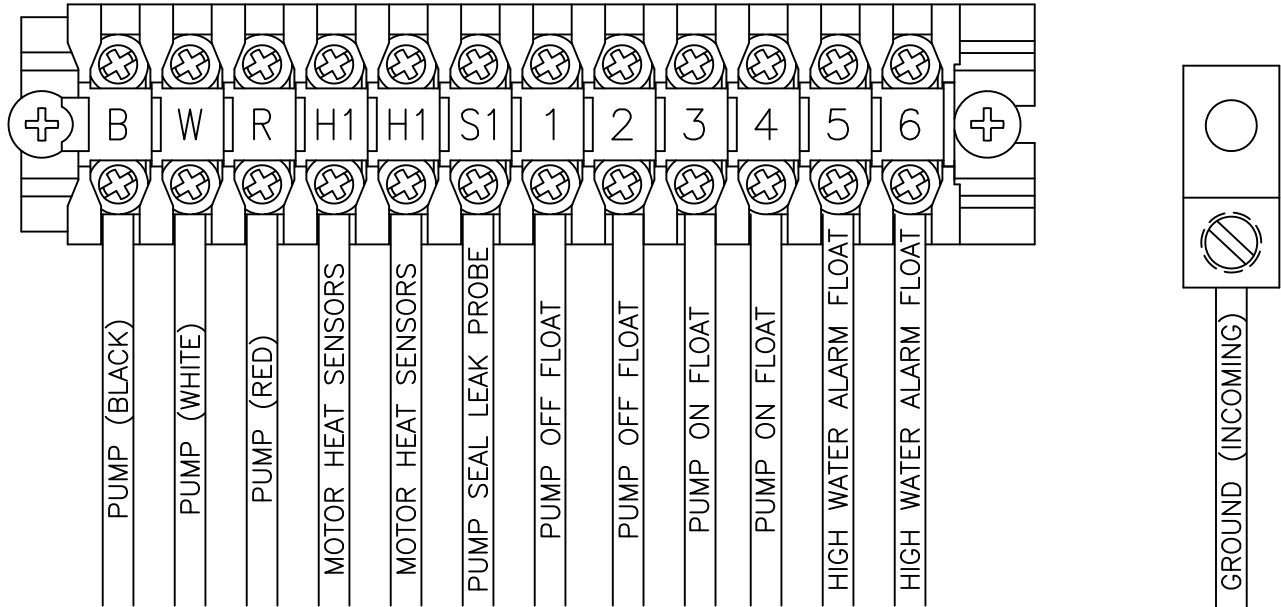 B W R H1 H1 S1 1 2 3 4 5 6
PUMP (BLACK)
PUMP (WHITE)
PUMP (RED)
MOTOR HEAT SENSORS
MOTOR HEAT SENSORS
PUMP SEAL LEAK PROBE
PUMP OFF FLOAT
PUMP OFF FLOAT
PUMP ON FLOAT
PUMP ON FLOAT
HIGH WATER ALARM FLOAT
HIGH WATER ALARM FLOAT
GROUND (INCOMING)